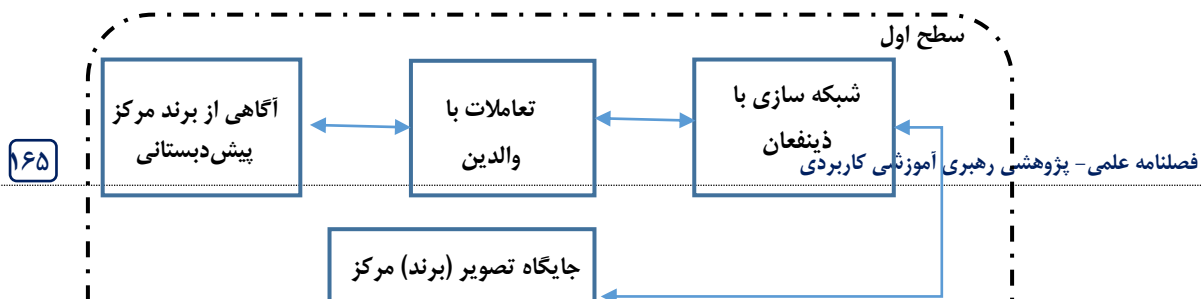 سطح اول
شبکه سازی با
ذینفعان
تعاملات با
والدین
آگاهی از برند مرکز
پیش‌دبستانی
فصلنامه علمی- پژوهشی رهبری آموزشی کاربردی
۱۶۵
جایگاه تصویر (برند) مرکز